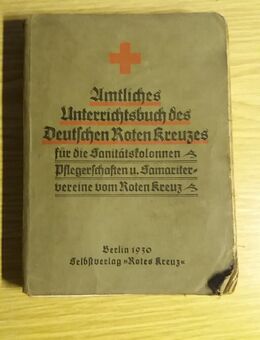 Amtliches
Unterrichtsbuch des
Deutschen Roten Kreuzes
für die Sanitätskolonnen
Pflegerschaften u. Samariter-
vereine vom Roten Kreuz
Berlin 1930
Selbstverlag »Rotes Kreuz«